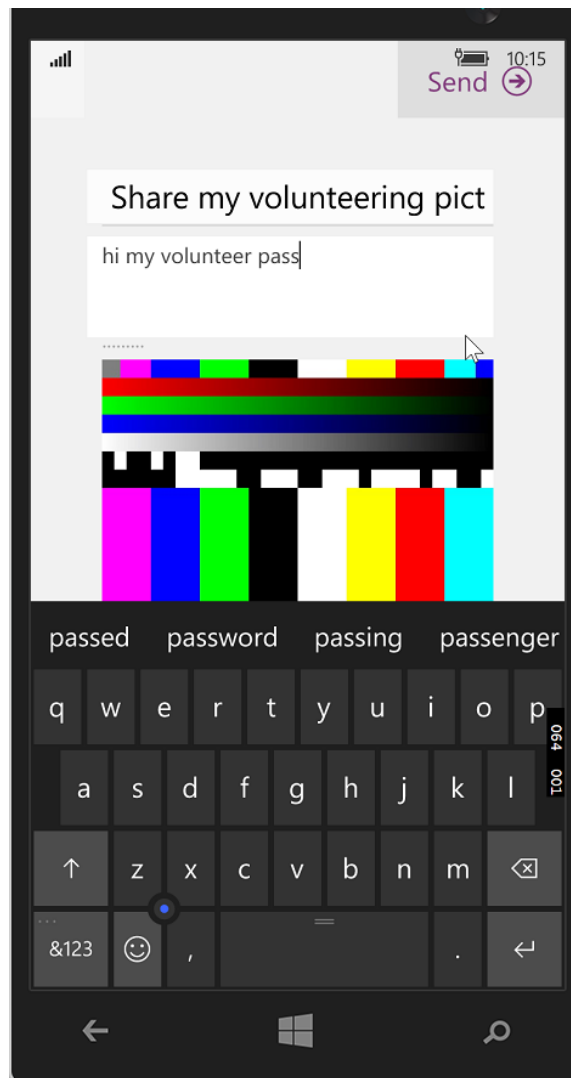 10:15
Send
Share my volunteering pict
hi my volunteer pass
passed password passing passenger
q w e r t y u i o p
064 001
a s d f g h j k l
z x c v b n m
&123 , .